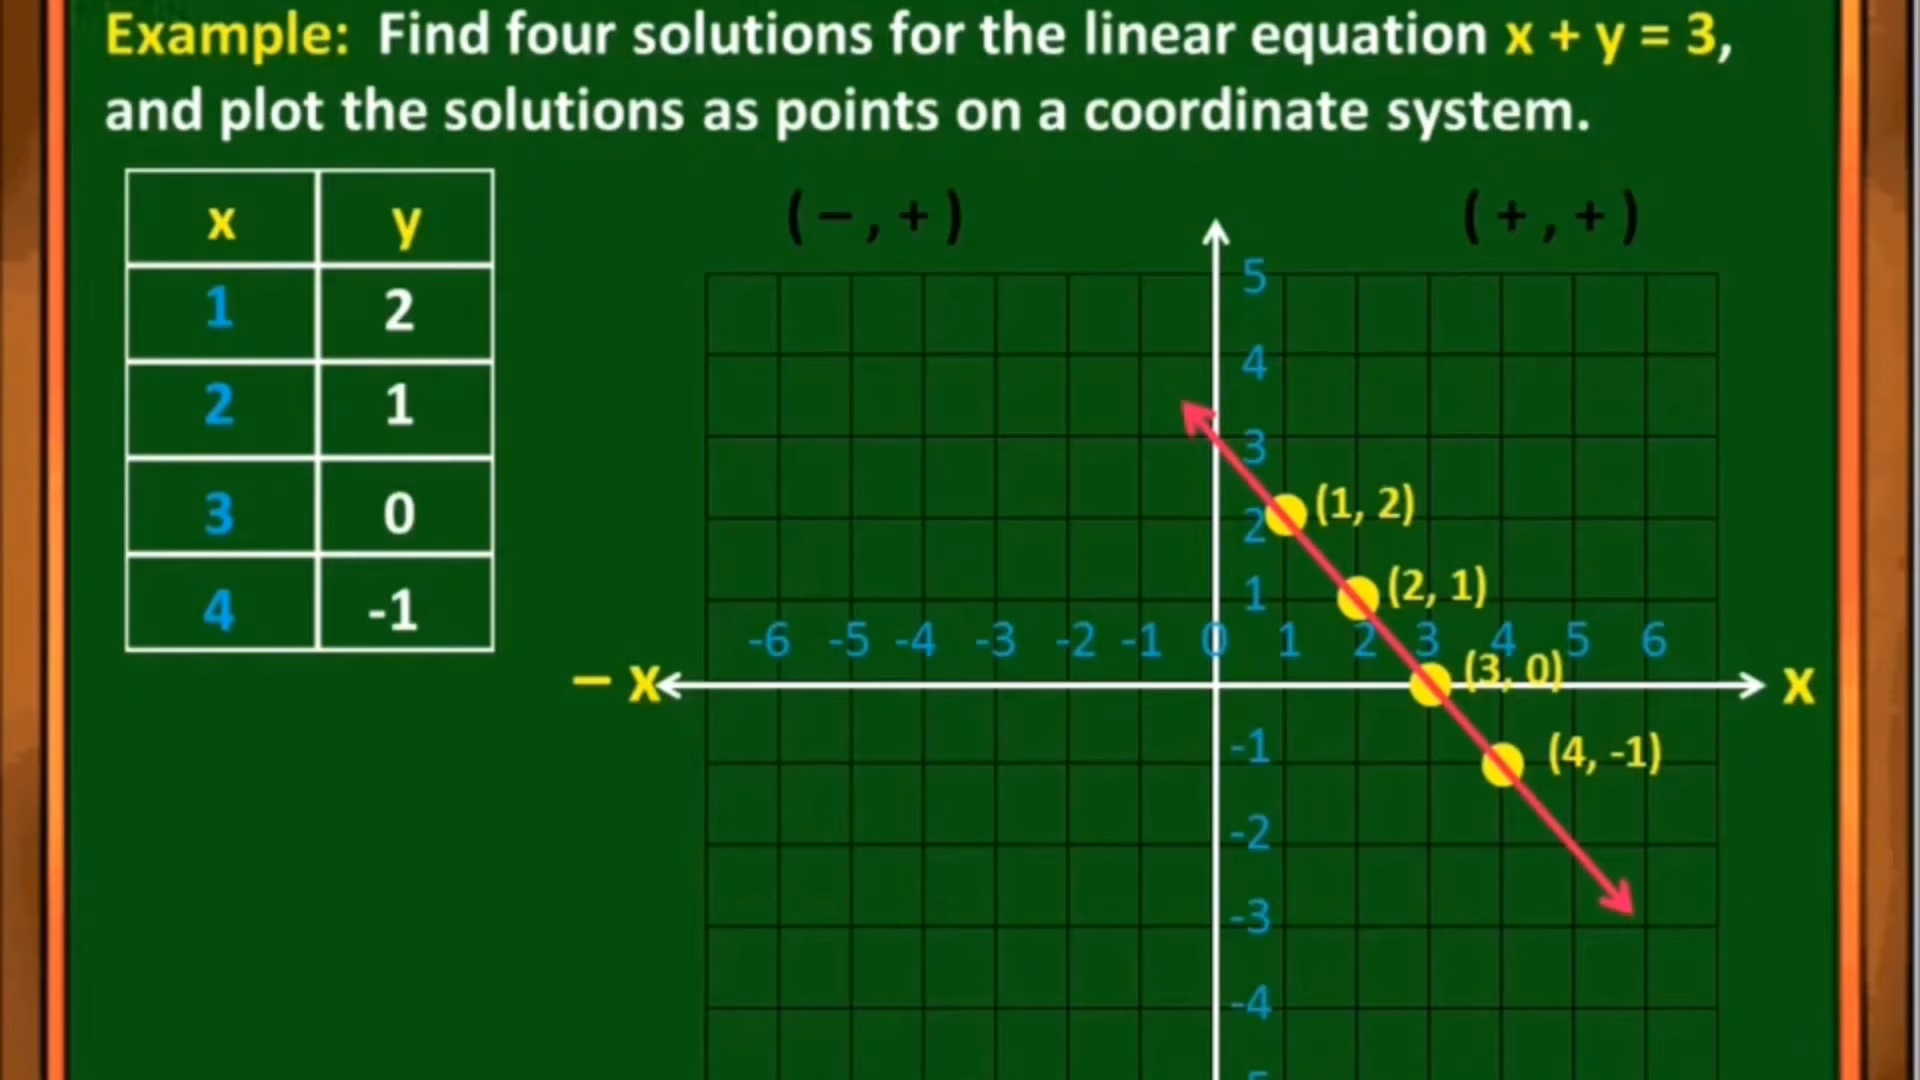 Example: Find four solutions for the linear equation x + y = 3,
and plot the solutions as points on a coordinate system.
x y
1 2
2 1
3 0
4 -1
( − , + ) ( + , + )
5
4
3
2 (1, 2)
1 (2, 1)
-6 -5 -4 -3 -2 -1 0 1 2 3 4 5 6
− x (3, 0) x
-1 (4, -1)
-2
-3
-4